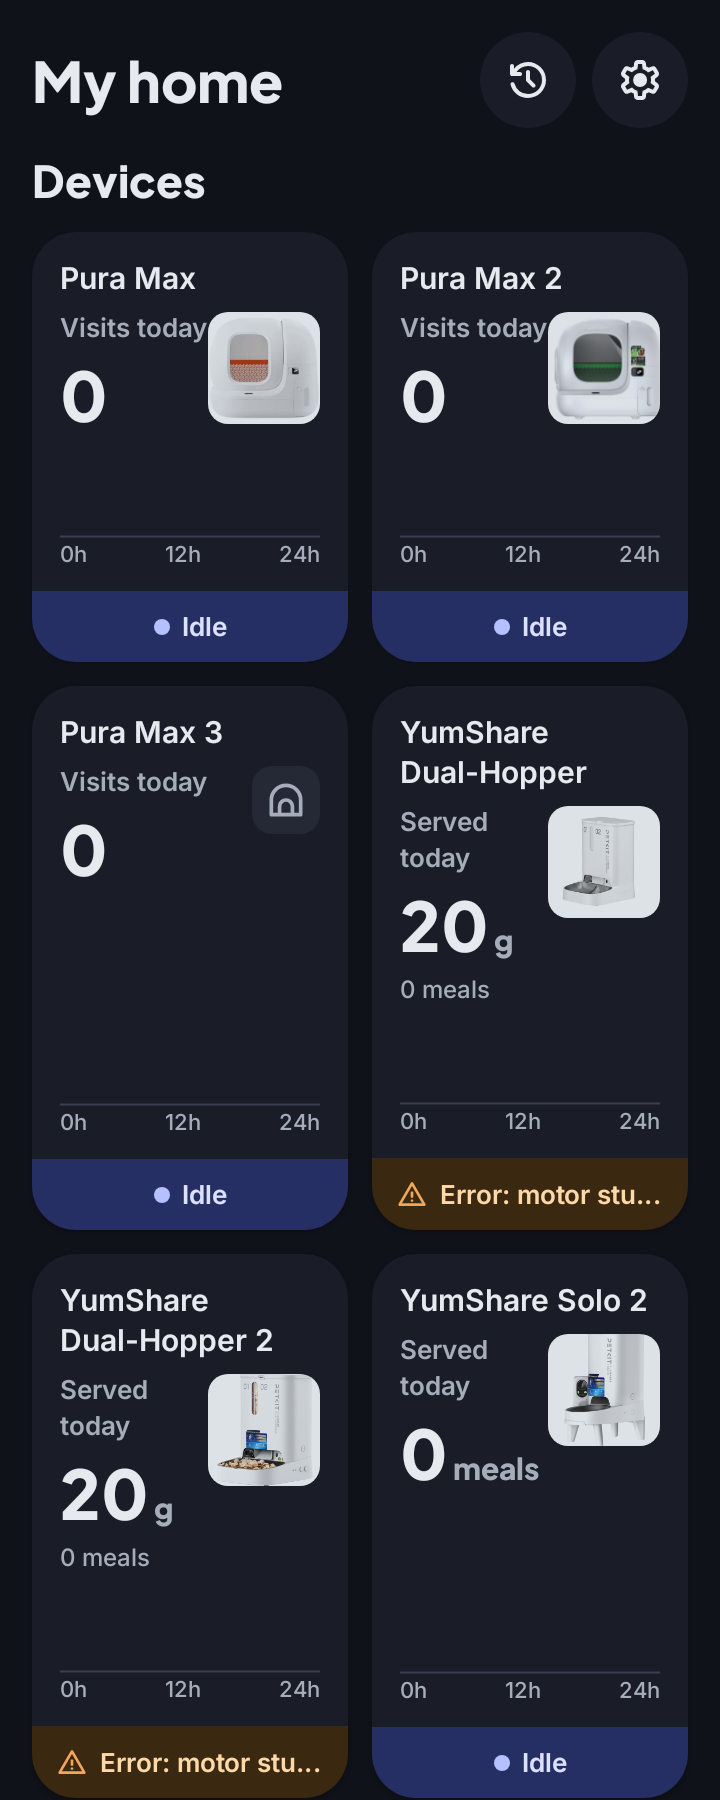 My home
Devices
Pura Max
Visits today
0
0h 12h 24h
Idle
Pura Max 2
Visits today
0
0h 12h 24h
Idle
Pura Max 3
Visits today
0
0h 12h 24h
Idle
YumShare
Dual-Hopper
Served
today
20 g
0 meals
0h 12h 24h
Error: motor stu...
YumShare
Dual-Hopper 2
Served
today
20 g
0 meals
0h 12h 24h
Error: motor stu...
YumShare Solo 2
Served
today
0 meals
0h 12h 24h
Idle